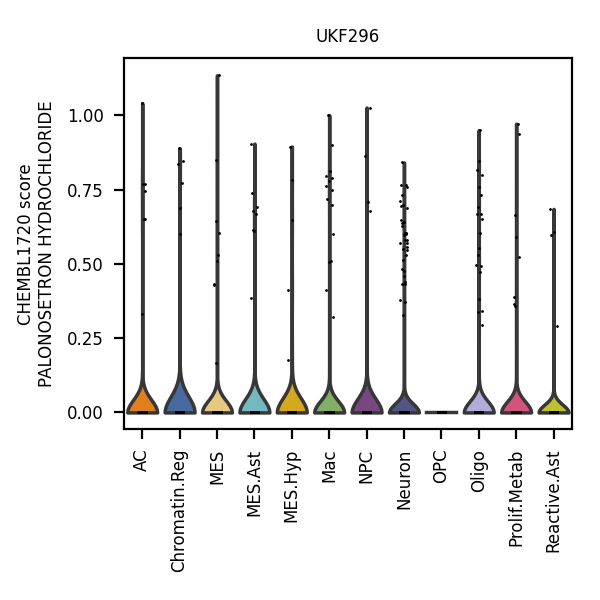 UKF296
CHEMBL1720 score
PALONOSETRON HYDROCHLORIDE
1.00
0.75
0.50
0.25
0.00
AC
Chromatin.Reg
MES
MES.Ast
MES.Hyp
Mac
NPC
Neuron
OPC
Oligo
Prolif.Metab
Reactive.Ast